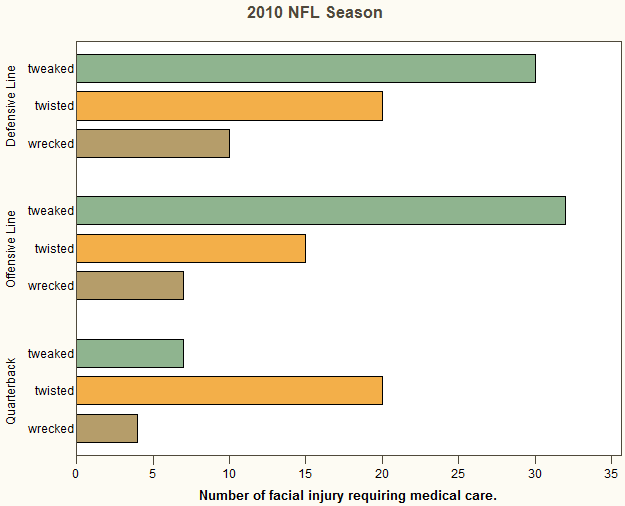 2010 NFL Season
Defensive Line
tweaked
twisted
wrecked
Offensive Line
tweaked
twisted
wrecked
Quarterback
tweaked
twisted
wrecked
0 5 10 15 20 25 30 35
Number of facial injury requiring medical care.